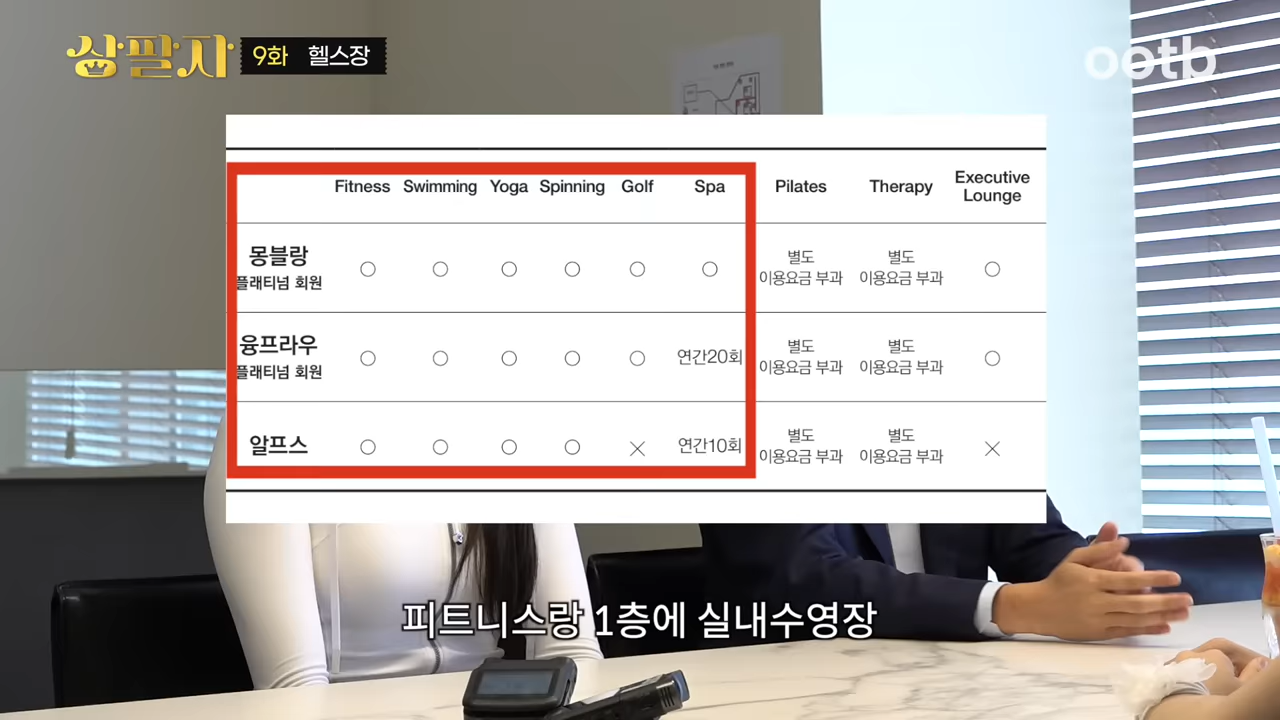 상팔자 9화 헬스장
ootb
Fitness Swimming Yoga Spinning Golf Spa Pilates Therapy Executive Lounge
몽블랑
플래티넘 회원
○ ○ ○ ○ ○ ○ 별도 이용요금 부과 별도 이용요금 부과 ○
융프라우
플래티넘 회원
○ ○ ○ ○ ○ 연간20회 별도 이용요금 부과 별도 이용요금 부과 ○
알프스
○ ○ ○ ○ × 연간10회 별도 이용요금 부과 별도 이용요금 부과 ×
피트니스랑 1층에 실내수영장